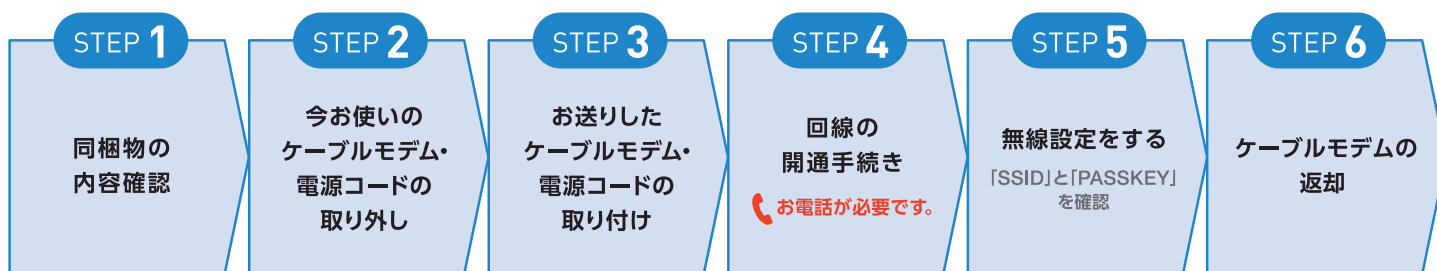 STEP 1
同梱物の
内容確認
STEP 2
今お使いの
ケーブルモデム・
電源コードの
取り外し
STEP 3
お送りした
ケーブルモデム・
電源コードの
取り付け
STEP 4
回線の
開通手続き
お電話が必要です。
STEP 5
無線設定をする
「SSID」と「PASSKEY」
を確認
STEP 6
ケーブルモデムの
返却